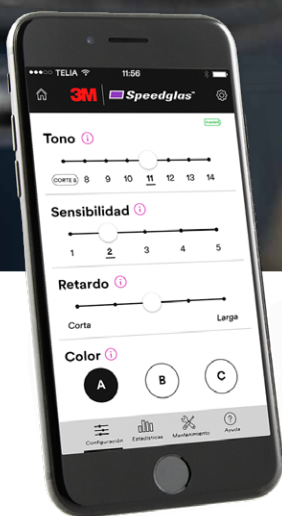 TELIA 11:56
3M Speedglas
Tono
CORTE 5 8 9 10 11 12 13 14
Sensibilidad
1 2 3 4 5
Retardo
Corta Larga
Color
A B C
Configuración Estadísticas Mantenimiento Ayuda